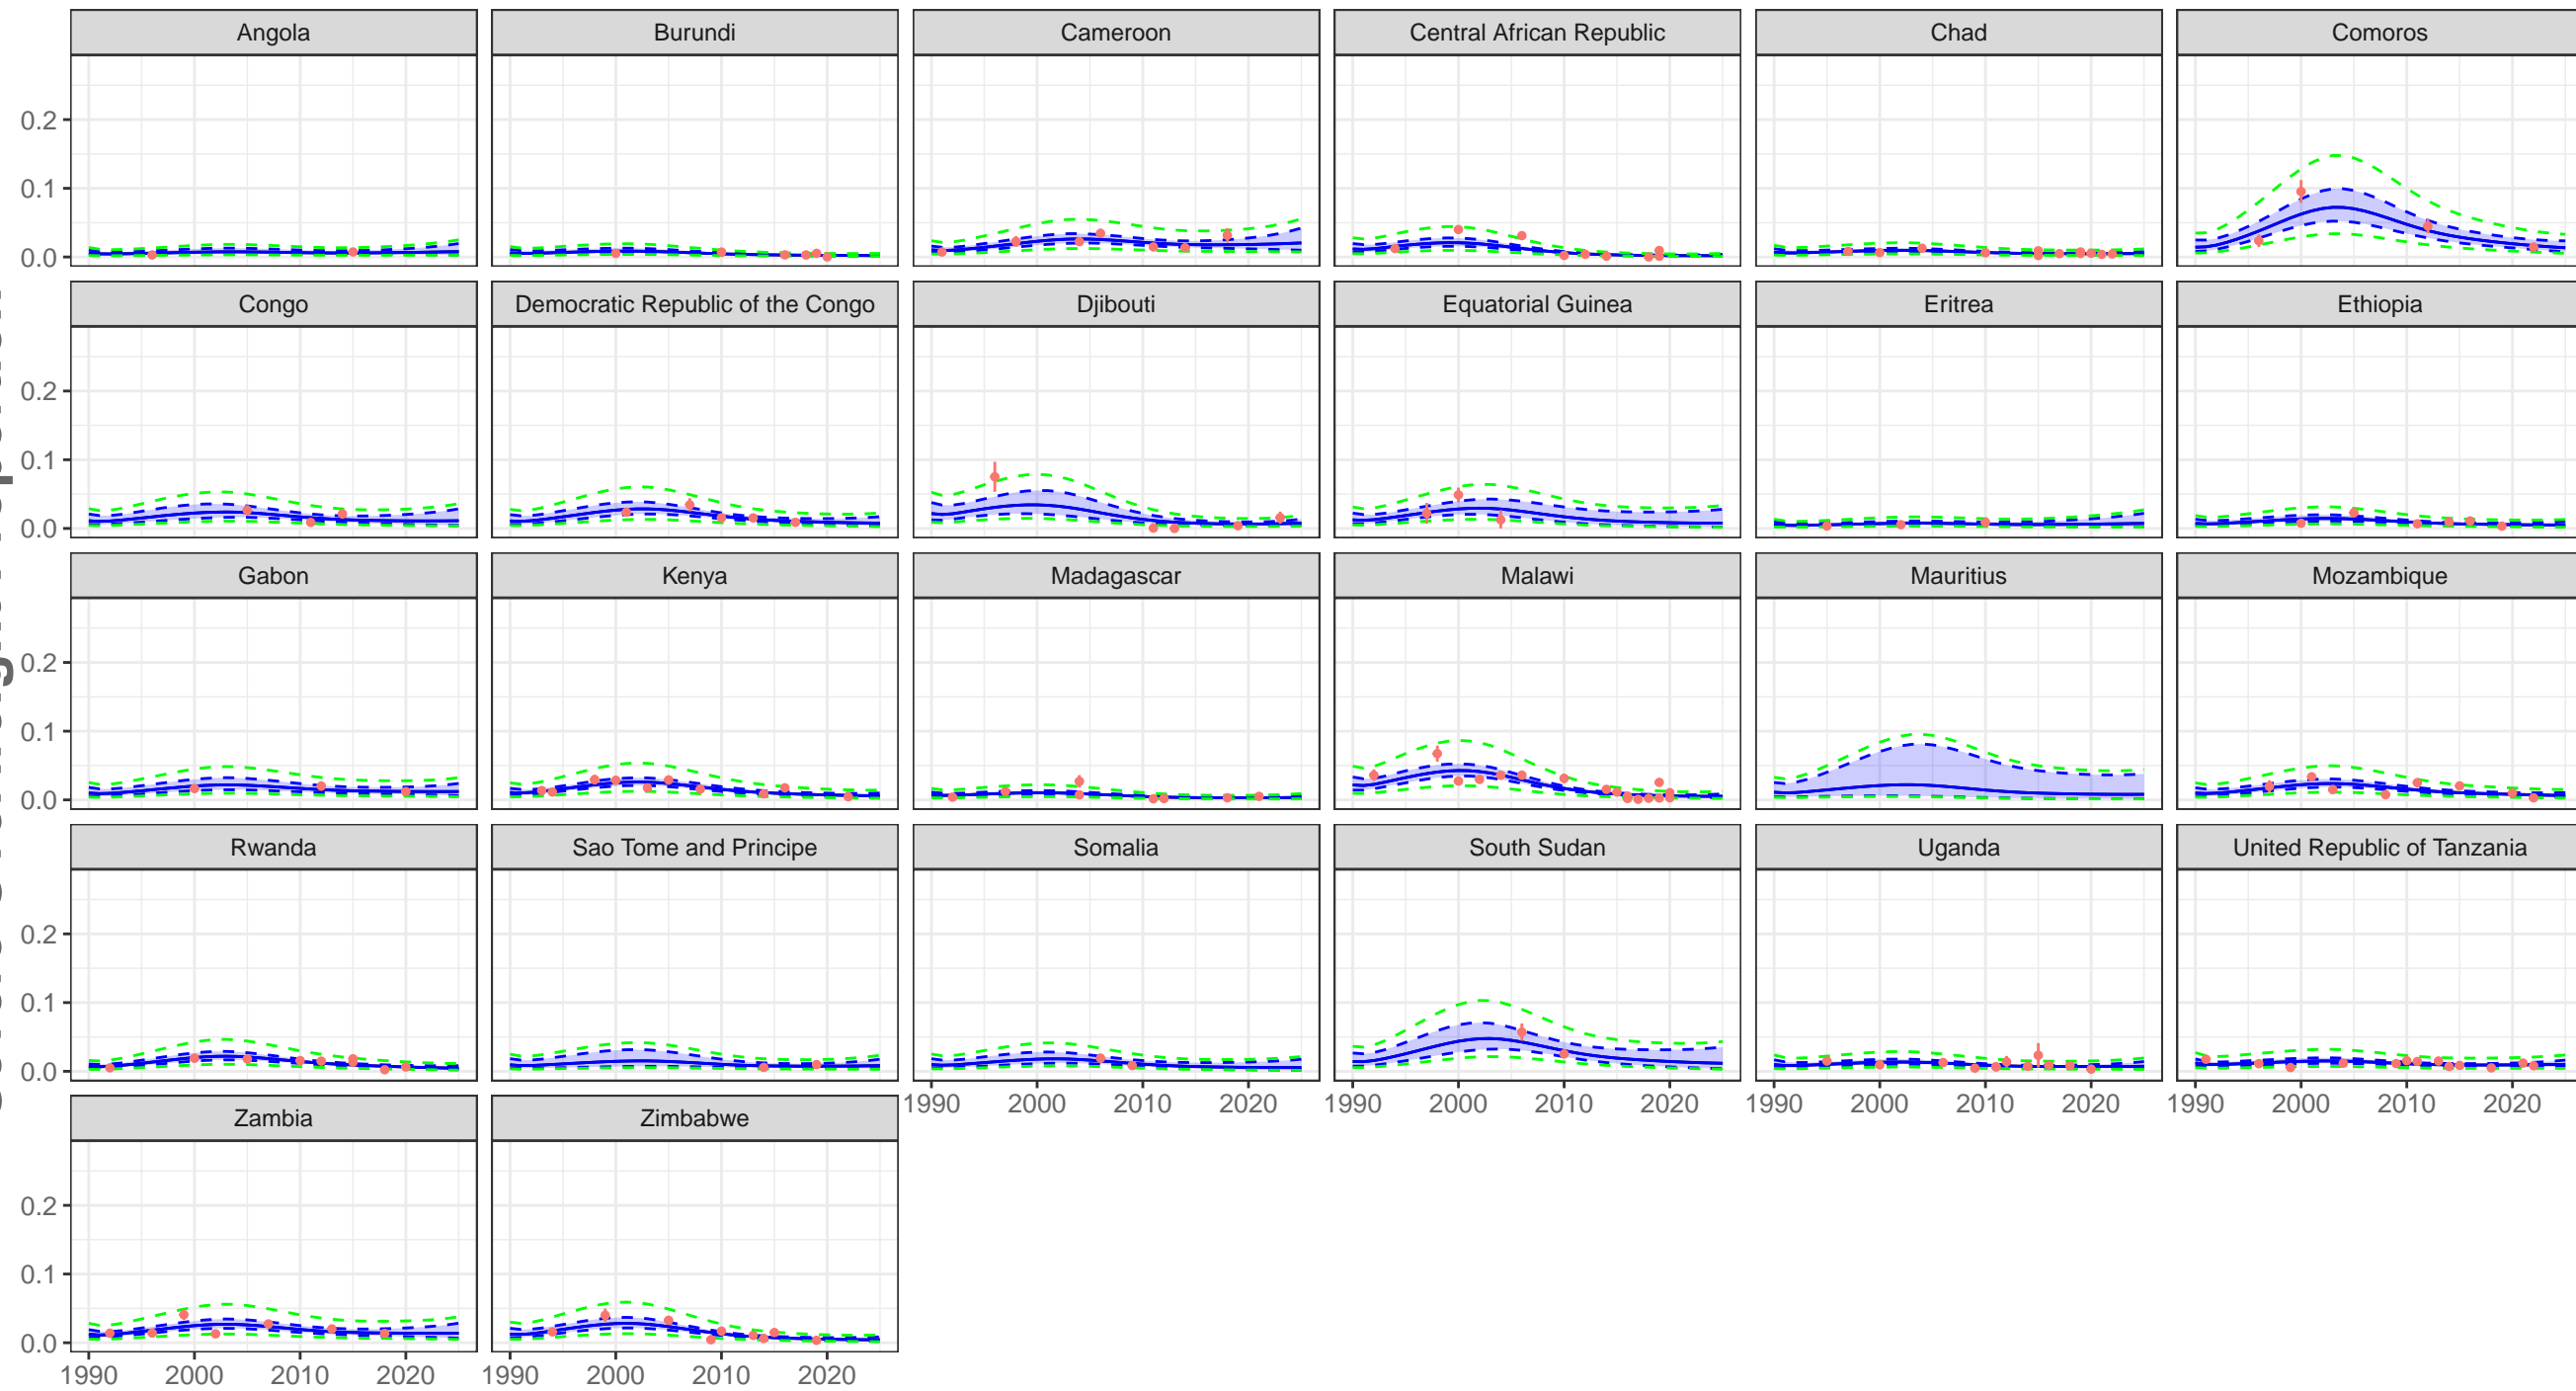 Angola Burundi Cameroon Central African Republic Chad Comoros
0.2
0.1
0.0
Congo Democratic Republic of the Congo Djibouti Equatorial Guinea Eritrea Ethiopia
0.2
0.1
0.0
Gabon Kenya Madagascar Malawi Mauritius Mozambique
0.2
0.1
0.0
Rwanda Sao Tome and Principe Somalia South Sudan Uganda United Republic of Tanzania
0.2
0.1
0.0
1990 2000 2010 2020 1990 2000 2010 2020 1990 2000 2010 2020 1990 2000 2010 2020
Zambia Zimbabwe
0.2
0.1
0.0
1990 2000 2010 2020 1990 2000 2010 2020